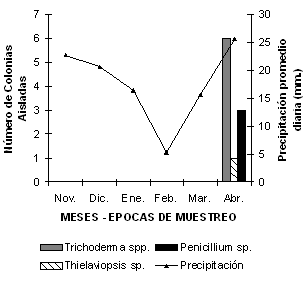 Número de Colonias
Aisladas
7
6
5
4
3
2
1
0
30
25
20
15
10
5
0
Precipitación promedio
diaria (mm.)
Nov. Dic. Ene. Feb. Mar. Abr.
MESES - EPOCAS DE MUESTREO
Trichoderma spp. Penicillium sp.
Thielaviopsis sp. Precipitación